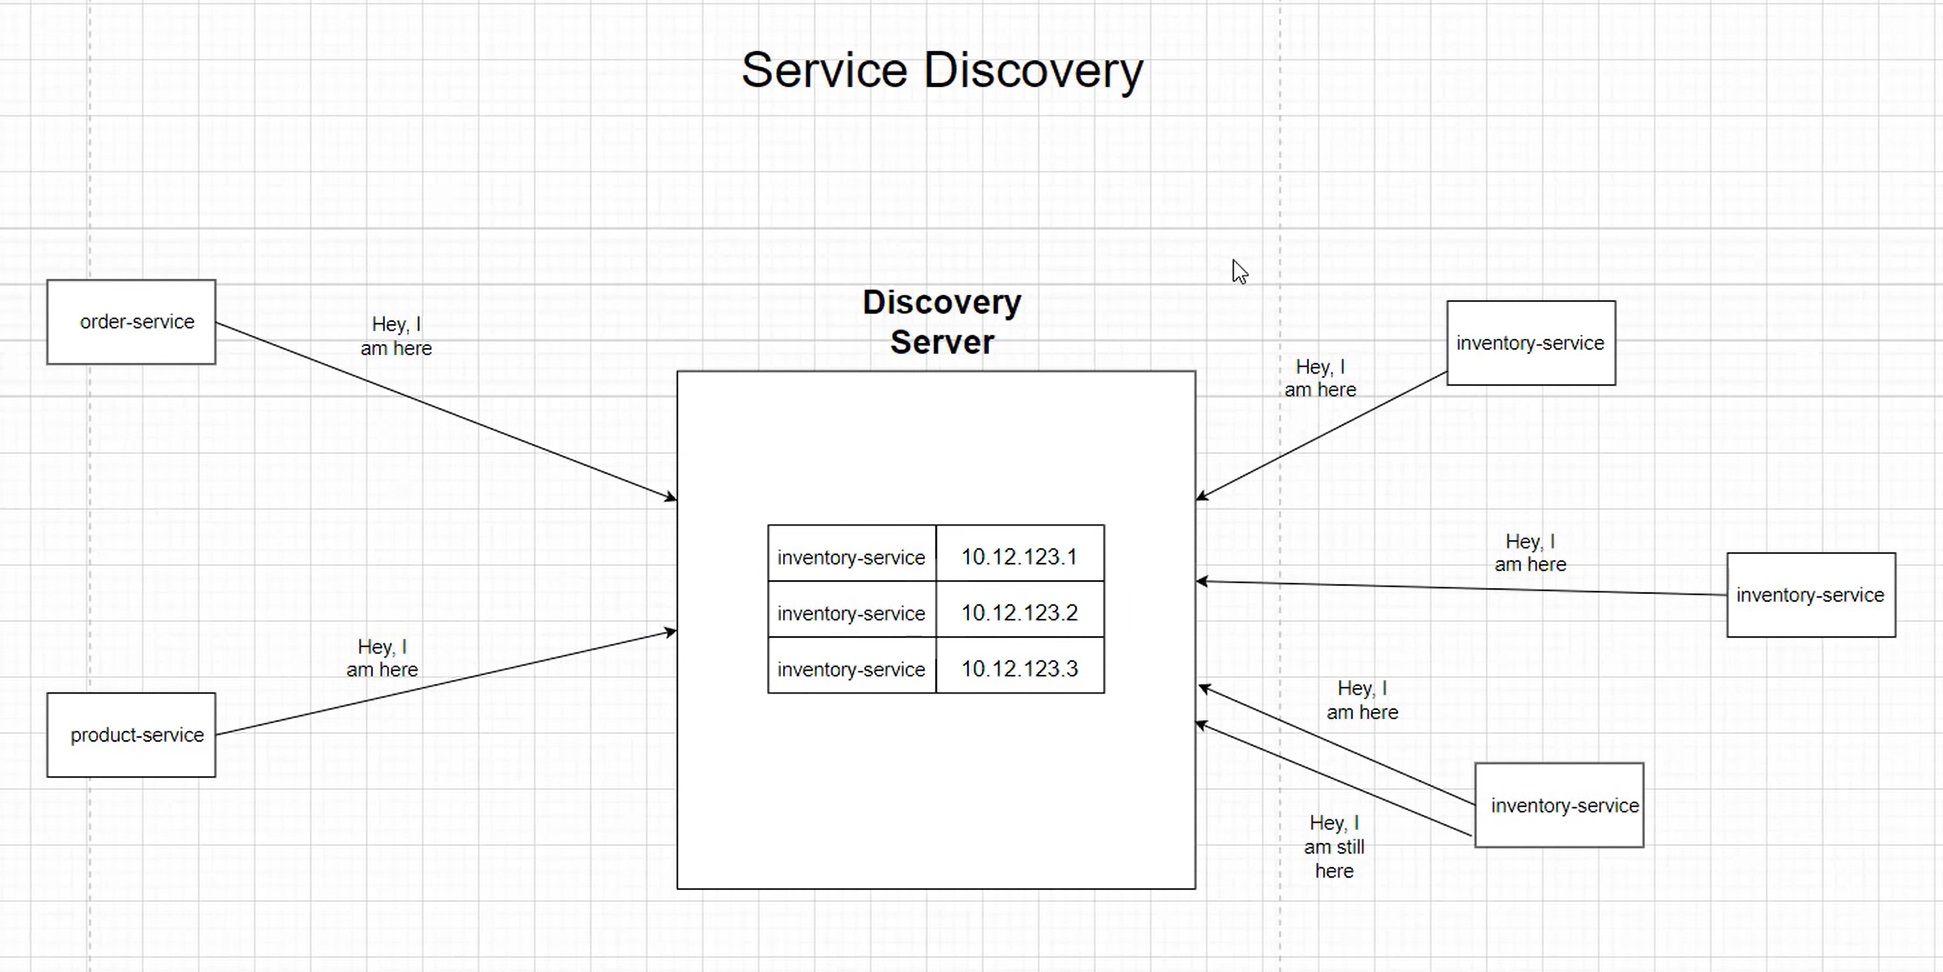 Service Discovery
order-service
Hey, I
am here
Discovery
Server
Hey, I
am here
inventory-service
inventory-service 10.12.123.1
inventory-service 10.12.123.2
inventory-service 10.12.123.3
Hey, I
am here
inventory-service
Hey, I
am here
product-service
Hey, I
am here
inventory-service
Hey, I
am still
here